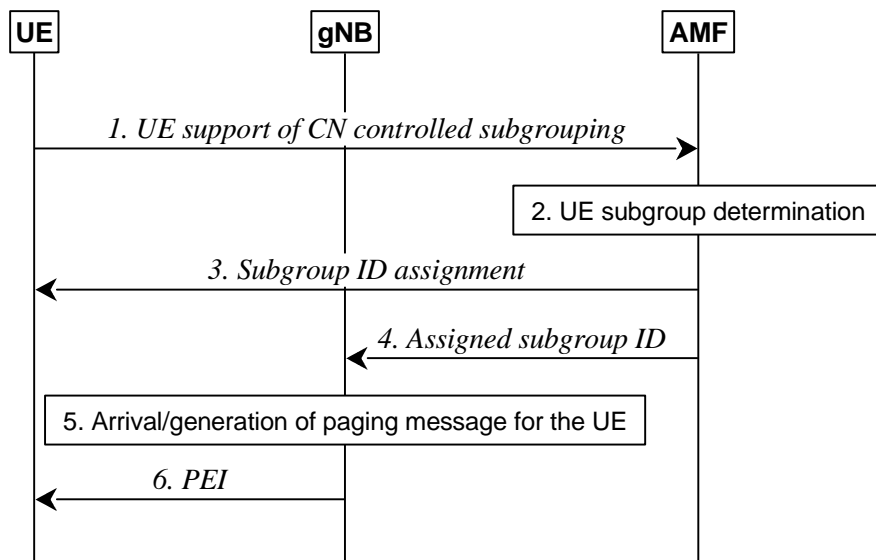 UE
gNB
AMF
1. UE support of CN controlled subgrouping
2. UE subgroup determination
3. Subgroup ID assignment
4. Assigned subgroup ID
5. Arrival/generation of paging message for the UE
6. PEI